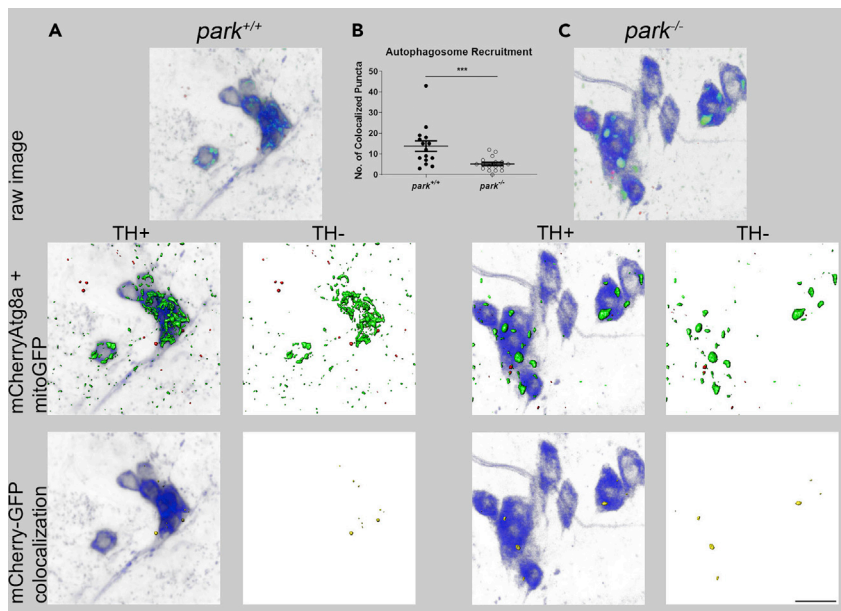 A
park+/+
B
Autophagosome Recruitment
***
No. of Colocalized Puncta
50
40
30
20
10
0
park+/+
park-/-
C
park-/-
raw image
TH+
TH-
TH+
TH-
mCherryAtg8a +
mitoGFP
mCherry-GFP
colocalization